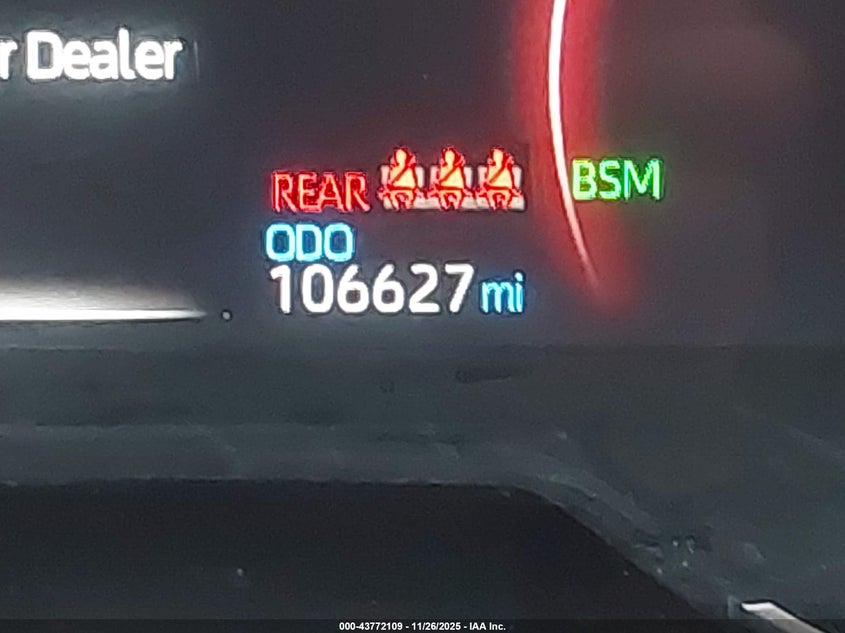 r Dealer
REAR
BSM
ODO
106627 mi
000-43772109 - 11/26/2025 - IAA Inc.